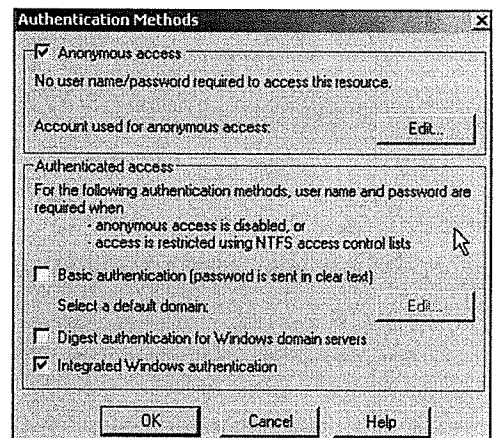 Authentication Methods
Anonymous access
No user name/password required to access this resource.
Account used for anonymous access:
Edit...
Authenticated access
For the following authentication methods, user name and password are
required when
- anonymous access is disabled, or
- access is restricted using NTFS access control lists
Basic authentication (password is sent in clear text)
Select a default domain:
Edit...
Digest authentication for Windows domain servers
Integrated Windows authentication
OK
Cancel
Help